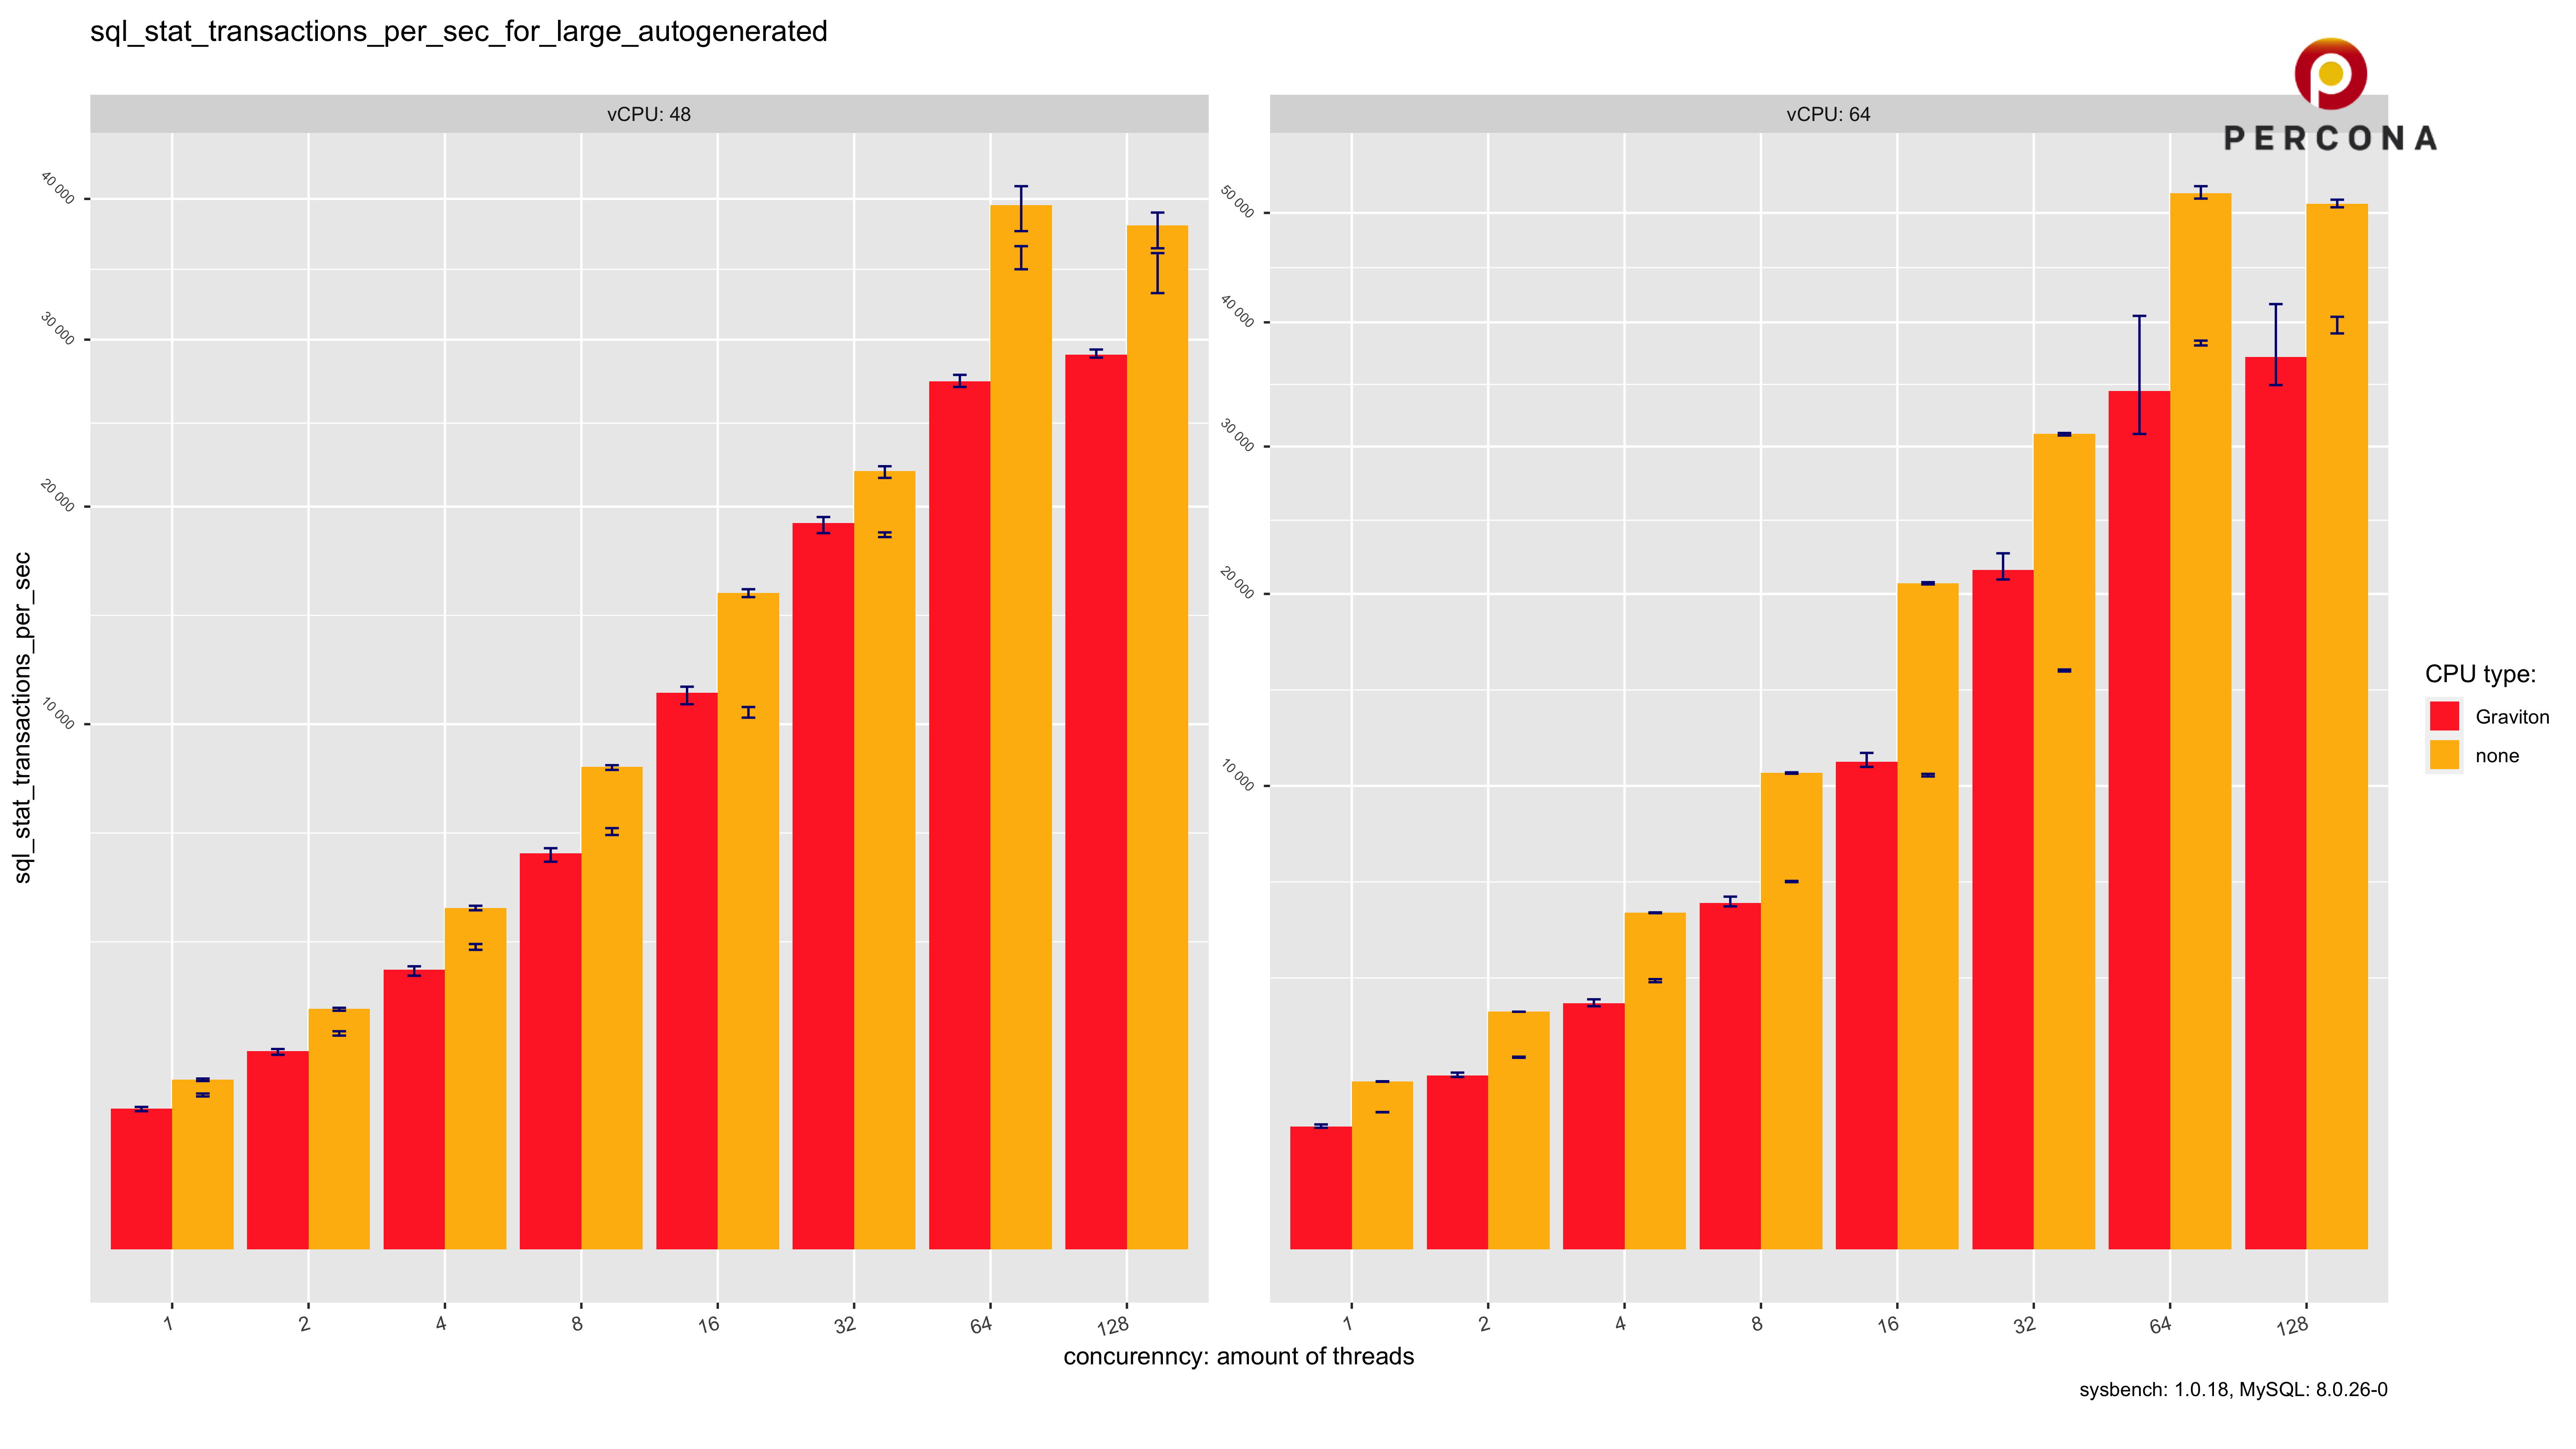 sql_stat_transactions_per_sec_for_large_autogenerated
PERCONA
vCPU: 48
vCPU: 64
sql_stat_transactions_per_sec
40 000
30 000
20 000
10 000
50 000
40 000
30 000
20 000
10 000
1
2
4
8
16
32
64
128
1
2
4
8
16
32
64
128
concurenncy: amount of threads
CPU type:
Graviton
none
sysbench: 1.0.18, MySQL: 8.0.26-0